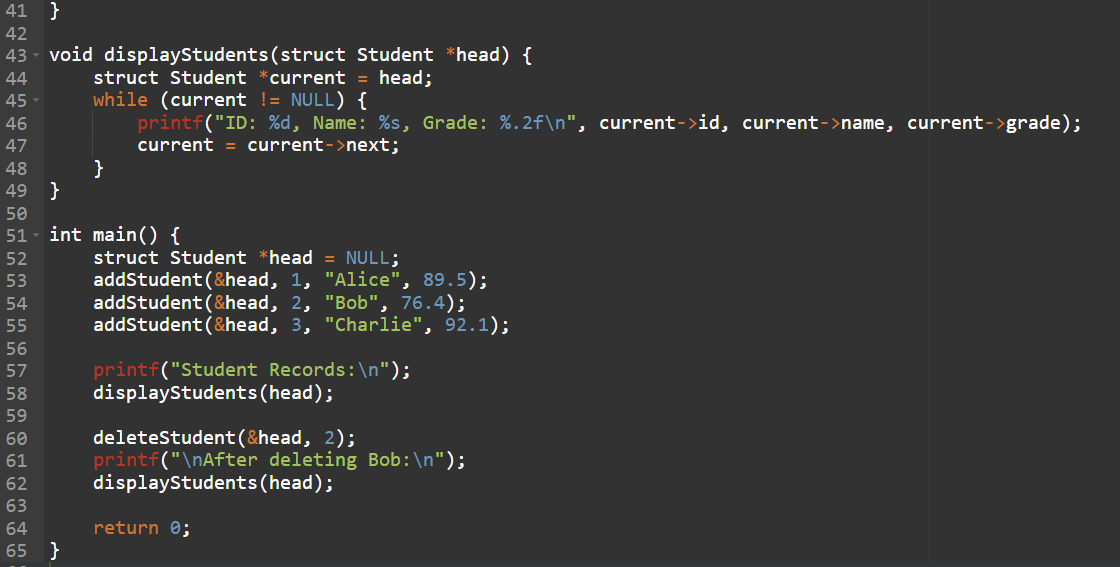 41 }
42
43 void displayStudents(struct Student *head) {
44     struct Student *current = head;
45     while (current != NULL) {
46         printf("ID: %d, Name: %s, Grade: %.2f\n", current->id, current->name, current->grade);
47         current = current->next;
48     }
49 }
50
51 int main() {
52     struct Student *head = NULL;
53     addStudent(&head, 1, "Alice", 89.5);
54     addStudent(&head, 2, "Bob", 76.4);
55     addStudent(&head, 3, "Charlie", 92.1);
56
57     printf("Student Records:\n");
58     displayStudents(head);
59
60     deleteStudent(&head, 2);
61     printf("\nAfter deleting Bob:\n");
62     displayStudents(head);
63
64     return 0;
65 }